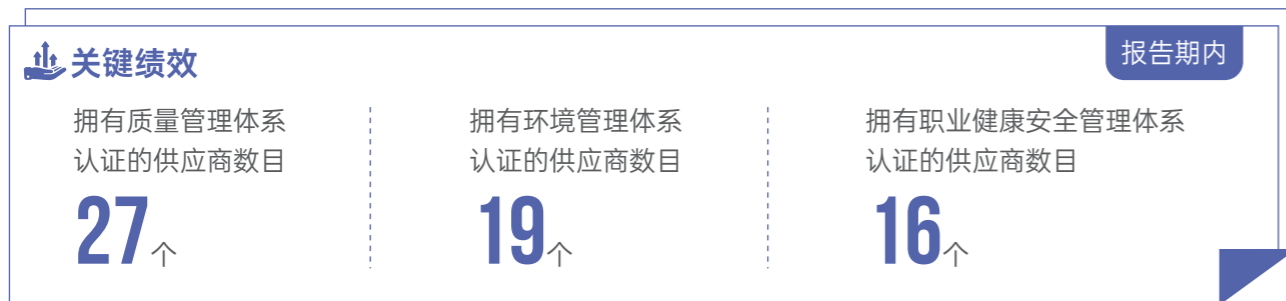 关键绩效
报告期内
拥有质量管理体系
认证的供应商数目
27个
拥有环境管理体系
认证的供应商数目
19个
拥有职业健康安全管理体系
认证的供应商数目
16个